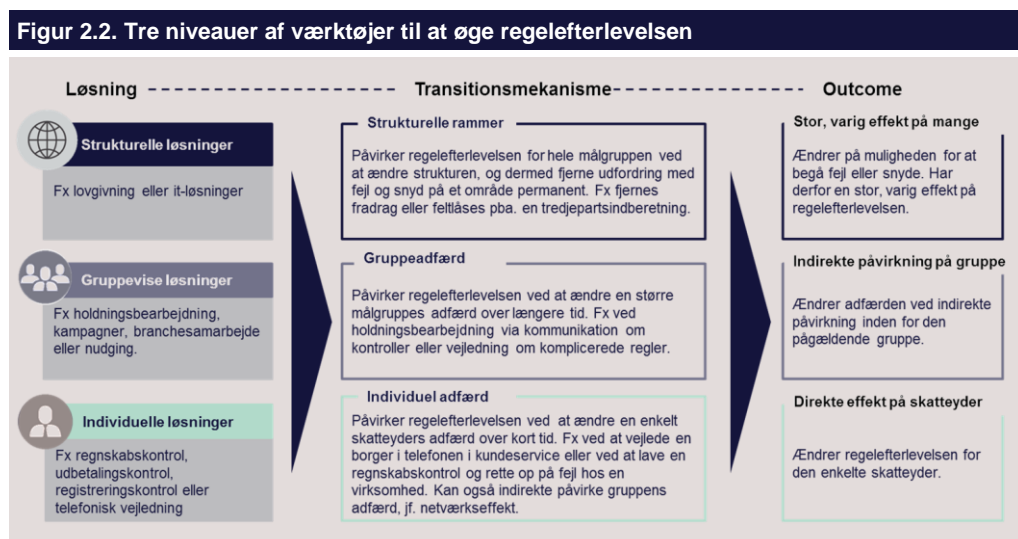 Figur 2.2. Tre niveauer af værktøjer til at øge regelefterlevelsen
Løsning
Transitionsmekanisme
Outcome
Strukturelle løsninger
Fx lovgivning eller it-løsninger
Strukturelle rammer
Påvirker regelefterlevelsen for hele målgruppen ved
at ændre strukturen, og dermed fjerne udfordring med
fejl og snyd på et område permanent. Fx fjernes
fradrag eller feltlåses pba. en tredjepartsindberetning.
Stor, varig effekt på mange
Ændrer på muligheden for at
begå fejl eller snyde. Har
derfor en stor, varig effekt på
regelefterlevelsen.
Gruppevise løsninger
Fx holdningsbearbejdning,
kampagner, branchesamarbejde
eller nudging.
Gruppeadfærd
Påvirker regelefterlevelsen ved at ændre en større
målgruppes adfærd over længere tid. Fx ved
holdningsbearbejdning via kommunikation om
kontroller eller vejledning om komplicerede regler.
Indirekte påvirkning på gruppe
Ændrer adfærden ved indirekte
påvirkning inden for den
pågældende gruppe.
Individuelle løsninger
Fx regnskabskontrol,
udbetalingskontrol,
registreringskontrol eller
telefonisk vejledning
Individuel adfærd
Påvirker regelefterlevelsen ved at ændre en enkelt
skatteyders adfærd over kort tid. Fx ved at vejlede en
borger i telefonen i kundeservice eller ved at lave en
regnskabskontrol og rette op på fejl hos en
virksomhed. Kan også indirekte påvirke gruppens
adfærd, jf. netværkseffekt.
Direkte effekt på skatteyder
Ændrer regelefterlevelsen for
den enkelte skatteyder.